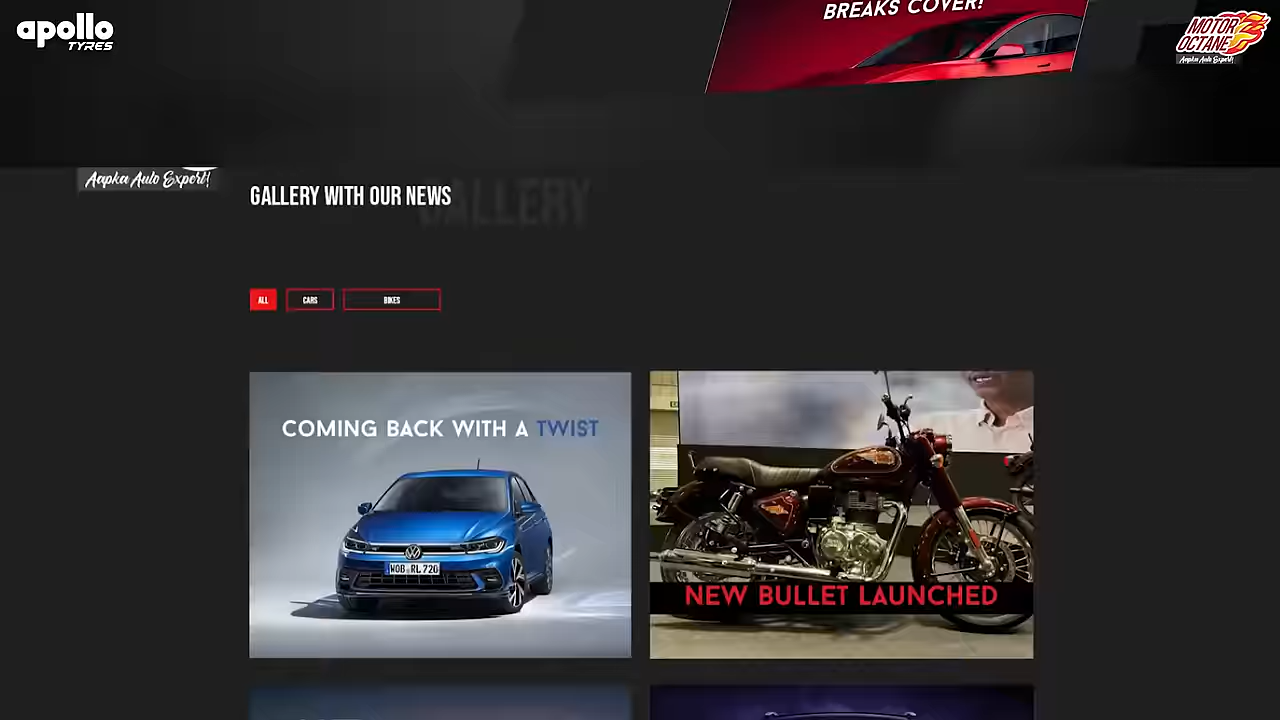 apollo
TYRES
BREAKS COVER!
MOTOR
OCTANE
Aapka Auto Expert!
Aapka Auto Expert!
GALLERY WITH OUR NEWS
GALLERY
ALL
CARS
BIKES
COMING BACK WITH A TWIST
WOB RL 720
NEW BULLET LAUNCHED